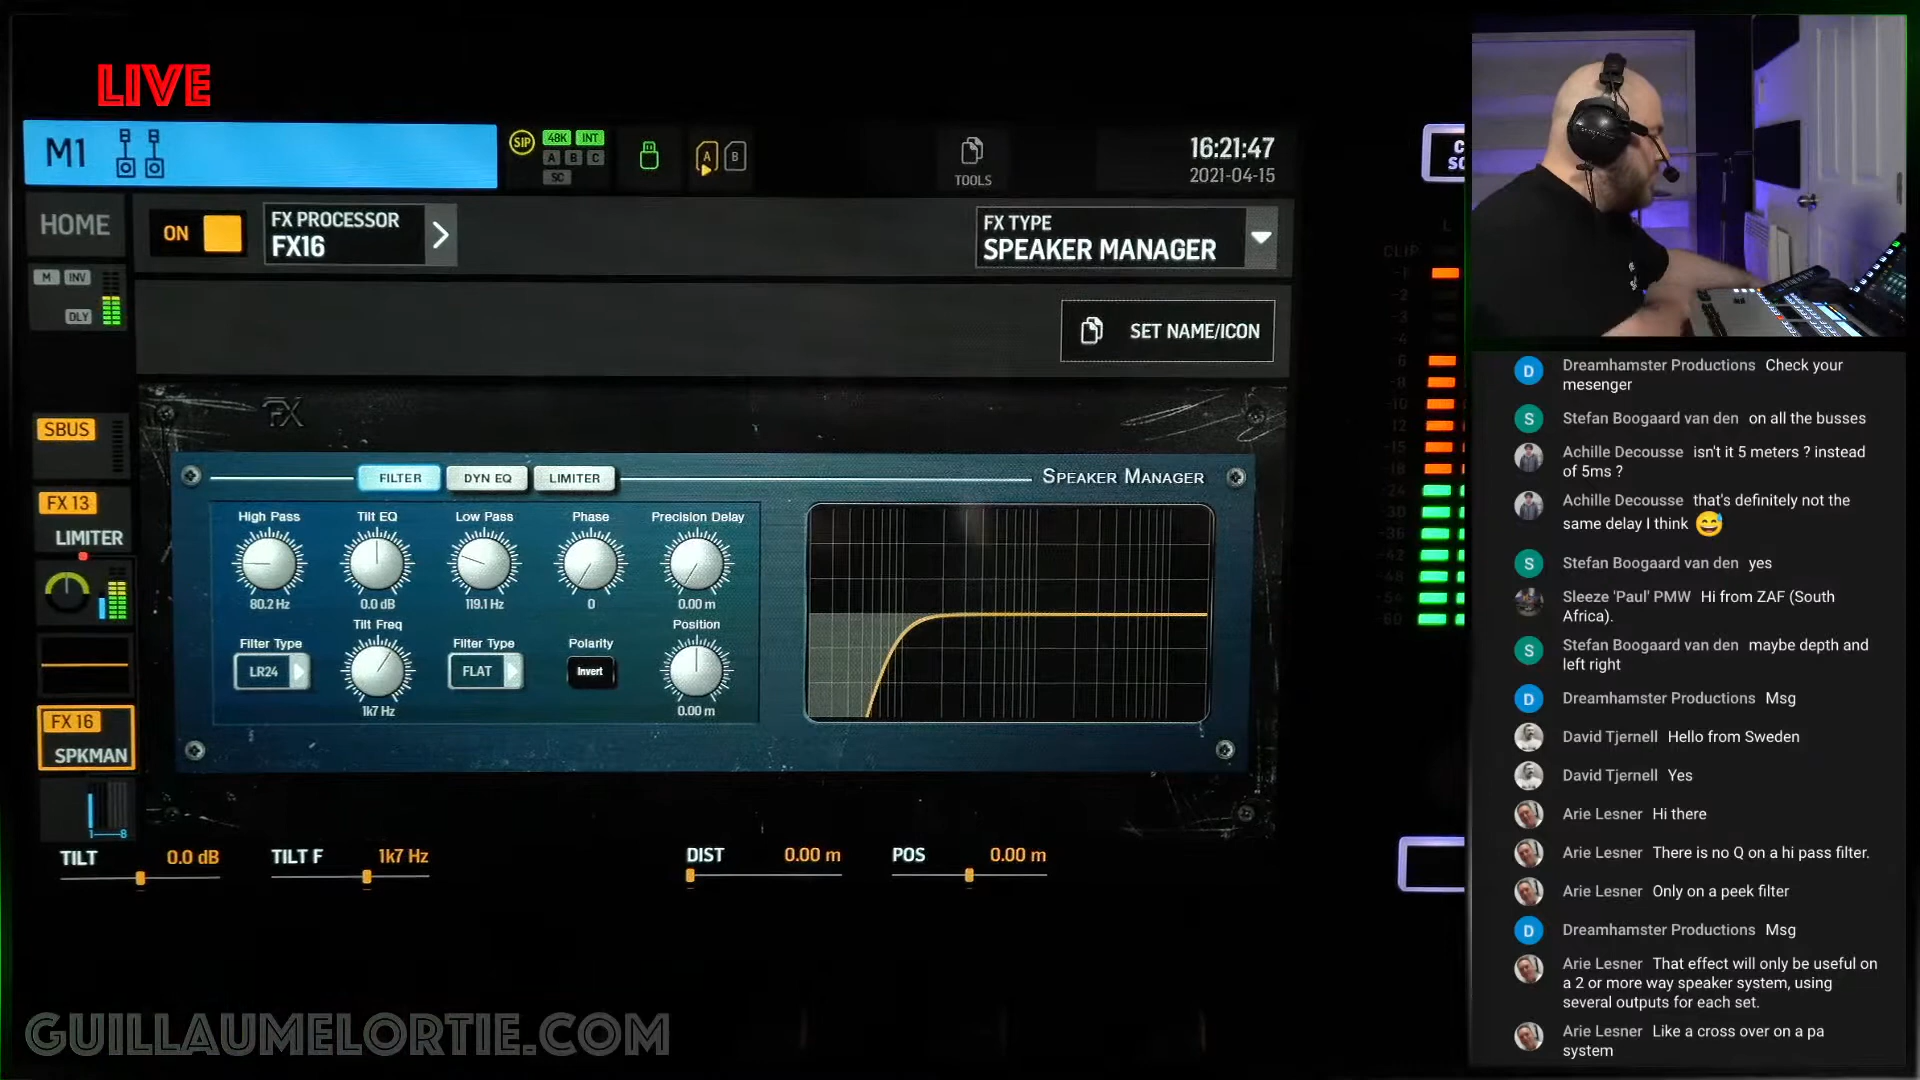 LIVE
M1
SIP
48K INT
A B C
SC
A B
TOOLS
16:21:47
2021-04-15
HOME
ON
FX PROCESSOR
FX16
FX TYPE
SPEAKER MANAGER
M INV
DLY
SET NAME/ICON
FX
SBUS
FX 13
LIMITER
FX 16
SPKMAN
1 8
FILTER DYN EQ LIMITER SPEAKER MANAGER
High Pass Tilt EQ Low Pass Phase Precision Delay
80.2 Hz 0.0 dB 119.1 Hz 0 0.00 m
Tilt Freq Position
Filter Type Filter Type Polarity
LR24 FLAT Invert
1k7 Hz 0.00 m
TILT 0.0 dB TILT F 1k7 Hz DIST 0.00 m POS 0.00 m
L
CLIP
GUILLAUMELORTIE.COM
D Dreamhamster Productions Check your
mesenger
S Stefan Boogaard van den on all the busses
Achille Decousse isn't it 5 meters ? instead
of 5ms ?
Achille Decousse that's definitely not the
same delay I think 😅
S Stefan Boogaard van den yes
Sleeze 'Paul' PMW Hi from ZAF (South
Africa).
S Stefan Boogaard van den maybe depth and
left right
D Dreamhamster Productions Msg
David Tjernell Hello from Sweden
David Tjernell Yes
Arie Lesner Hi there
Arie Lesner There is no Q on a hi pass filter.
Arie Lesner Only on a peek filter
D Dreamhamster Productions Msg
Arie Lesner That effect will only be useful on
a 2 or more way speaker system, using
several outputs for each set.
Arie Lesner Like a cross over on a pa
system